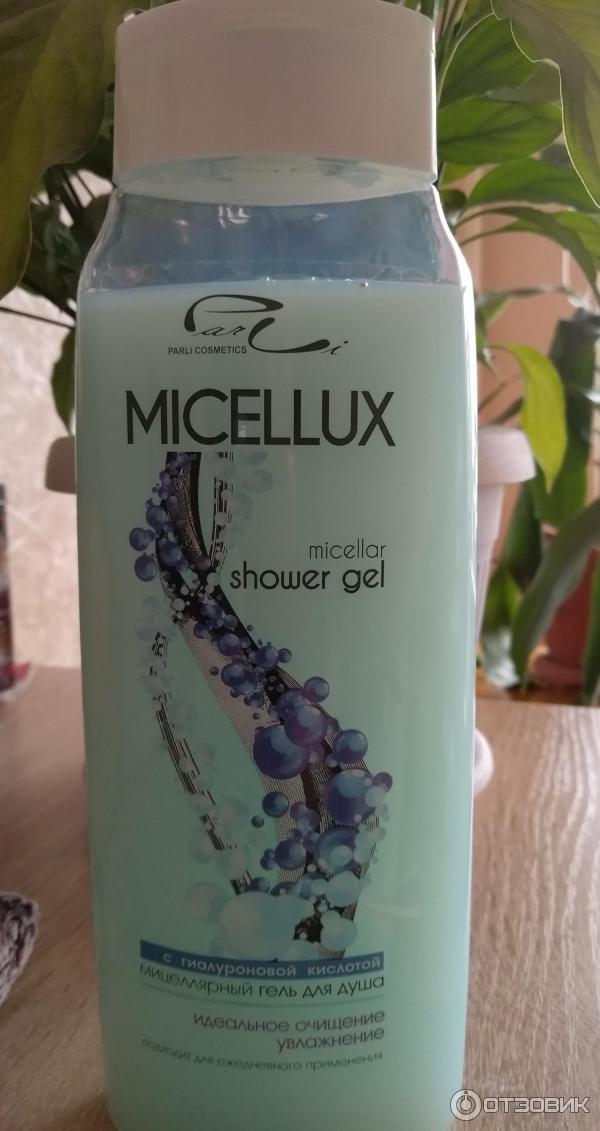 ParLi
PARLI COSMETICS
MICELLUX
micellar
shower gel
с гиалуроновой кислотой
мицеллярный гель для душа
идеальное очищение
увлажнение
подходит для ежедневного применения
ОТЗОВИК